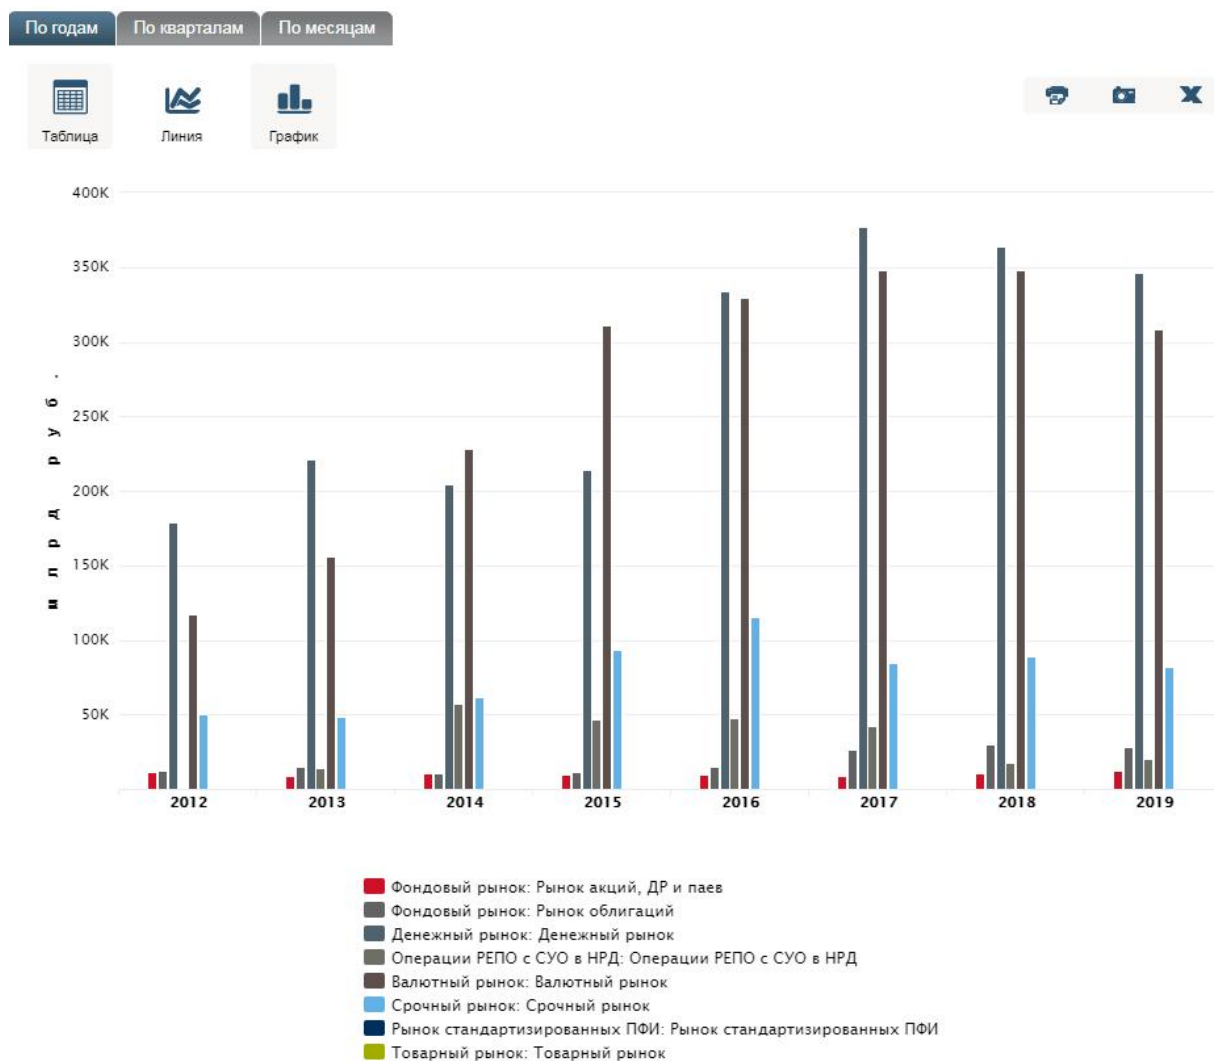 По годам По кварталам По месяцам
Таблица Линия График
400K
350K
300K
250K
200K
150K
100K
50K
млрд руб.
2012 2013 2014 2015 2016 2017 2018 2019
Фондовый рынок: Рынок акций, ДР и паев
Фондовый рынок: Рынок облигаций
Денежный рынок: Денежный рынок
Операции РЕПО с СУО в НРД: Операции РЕПО с СУО в НРД
Валютный рынок: Валютный рынок
Срочный рынок: Срочный рынок
Рынок стандартизированных ПФИ: Рынок стандартизированных ПФИ
Товарный рынок: Товарный рынок